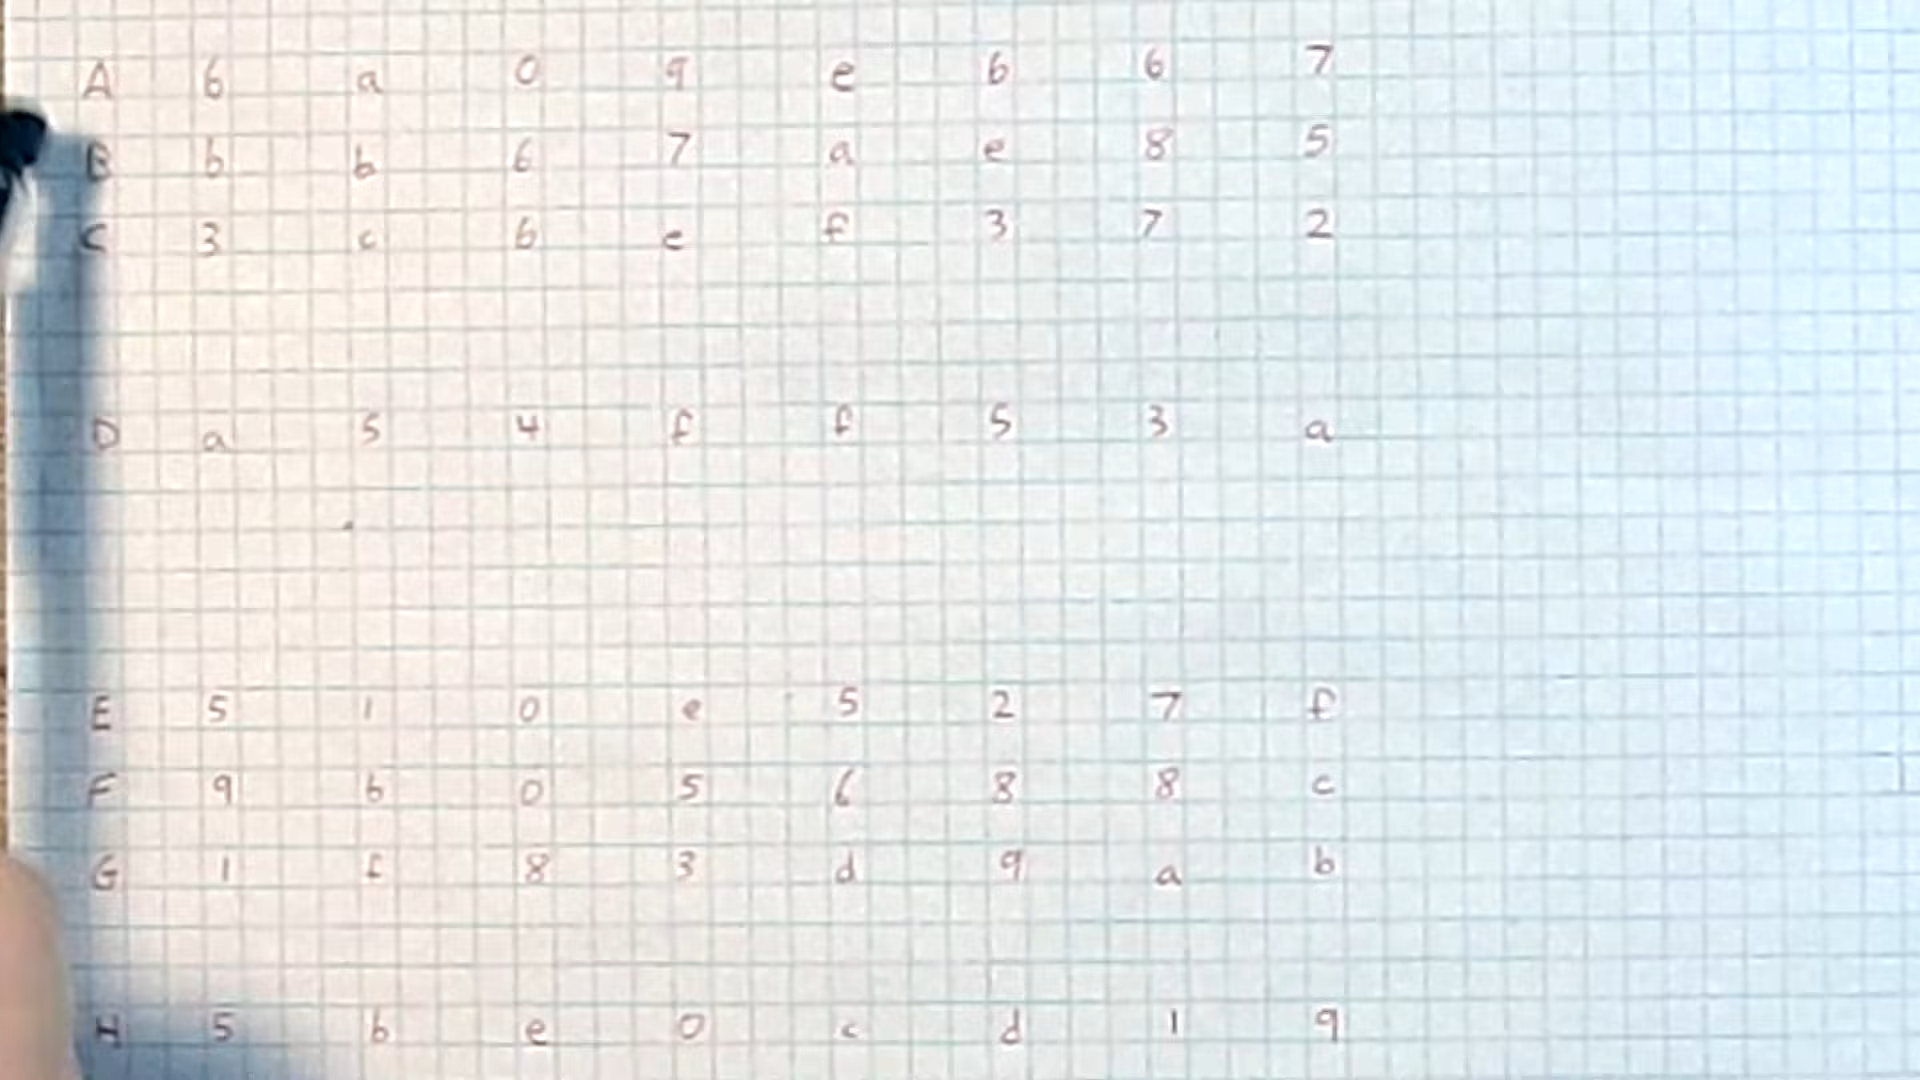 A 6 a 0 9 e 6 6 7
B b b 6 7 a e 8 5
C 3 c 6 e f 3 7 2
D a 5 4 f f 5 3 a
E 5 1 0 e 5 2 7 f
F 9 b 0 5 6 8 8 c
G 1 f 8 3 d 9 a b
H 5 b e 0 c d 1 9